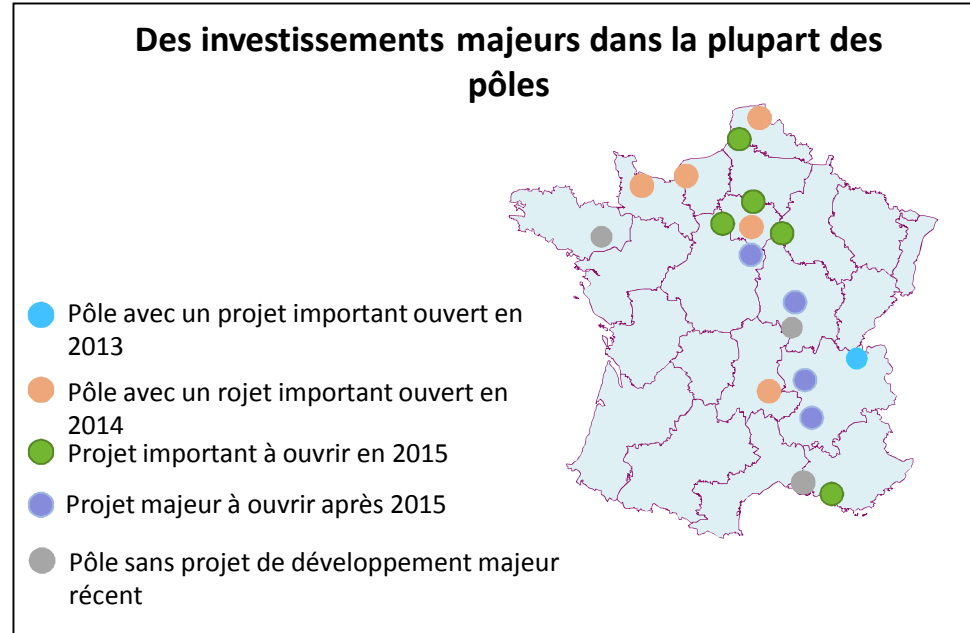 Des investissements majeurs dans la plupart des
pôles
Pôle avec un projet important ouvert en
2013
Pôle avec un rojet important ouvert en
2014
Projet important à ouvrir en 2015
Projet majeur à ouvrir après 2015
Pôle sans projet de développement majeur
récent